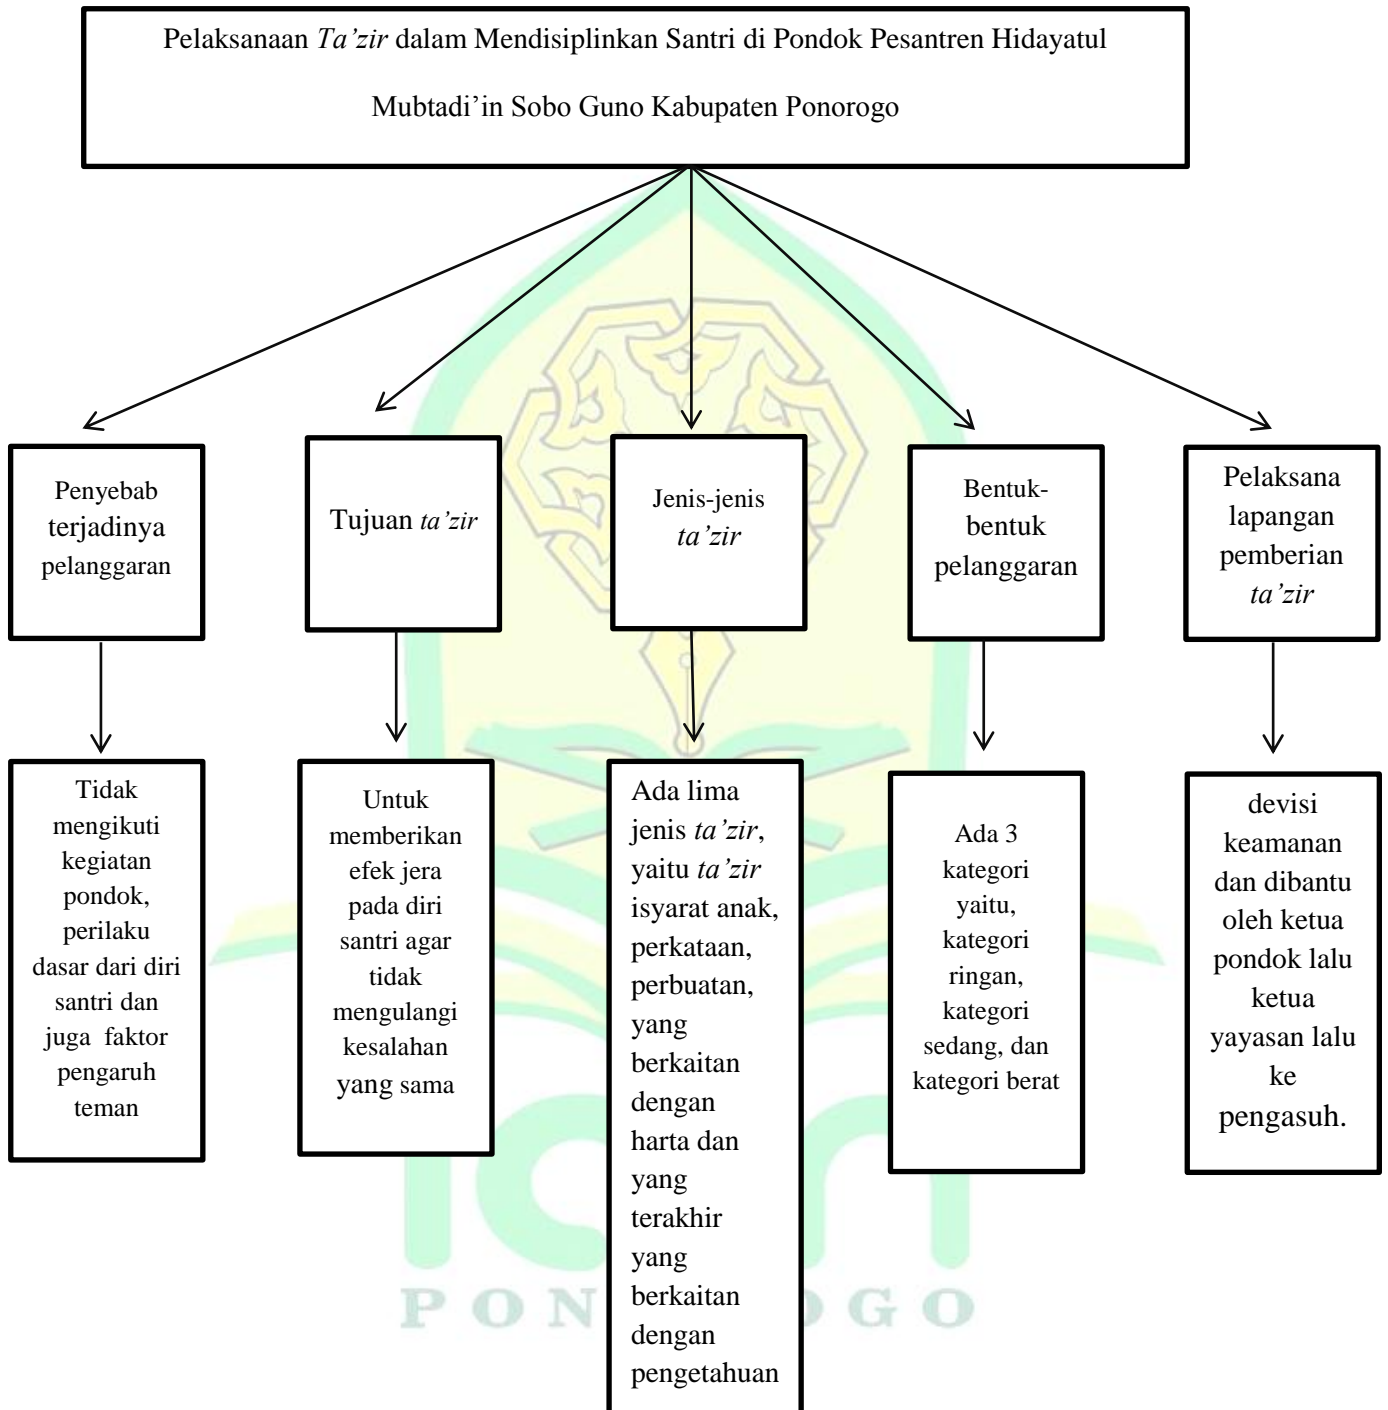 Pelaksanaan Ta’zir dalam Mendisiplinkan Santri di Pondok Pesantren Hidayatul
Mubtadi’in Sobo Guno Kabupaten Ponorogo
Penyebab
terjadinya
pelanggaran
Tujuan ta’zir
Jenis-jenis
ta’zir
Bentuk-
bentuk
pelanggaran
Pelaksana
lapangan
pemberian
ta’zir
Tidak
mengikuti
kegiatan
pondok,
perilaku
dasar dari diri
santri dan
juga faktor
pengaruh
teman
Untuk
memberikan
efek jera
pada diri
santri agar
tidak
mengulangi
kesalahan
yang sama
Ada lima
jenis ta’zir,
yaitu ta’zir
isyarat anak,
perkataan,
perbuatan,
yang
berkaitan
dengan
harta dan
yang
terakhir
yang
berkaitan
dengan
pengetahuan
Ada 3
kategori
yaitu,
kategori
ringan,
kategori
sedang, dan
kategori berat
devisi
keamanan
dan dibantu
oleh ketua
pondok lalu
ketua
yayasan lalu
ke
pengasuh.